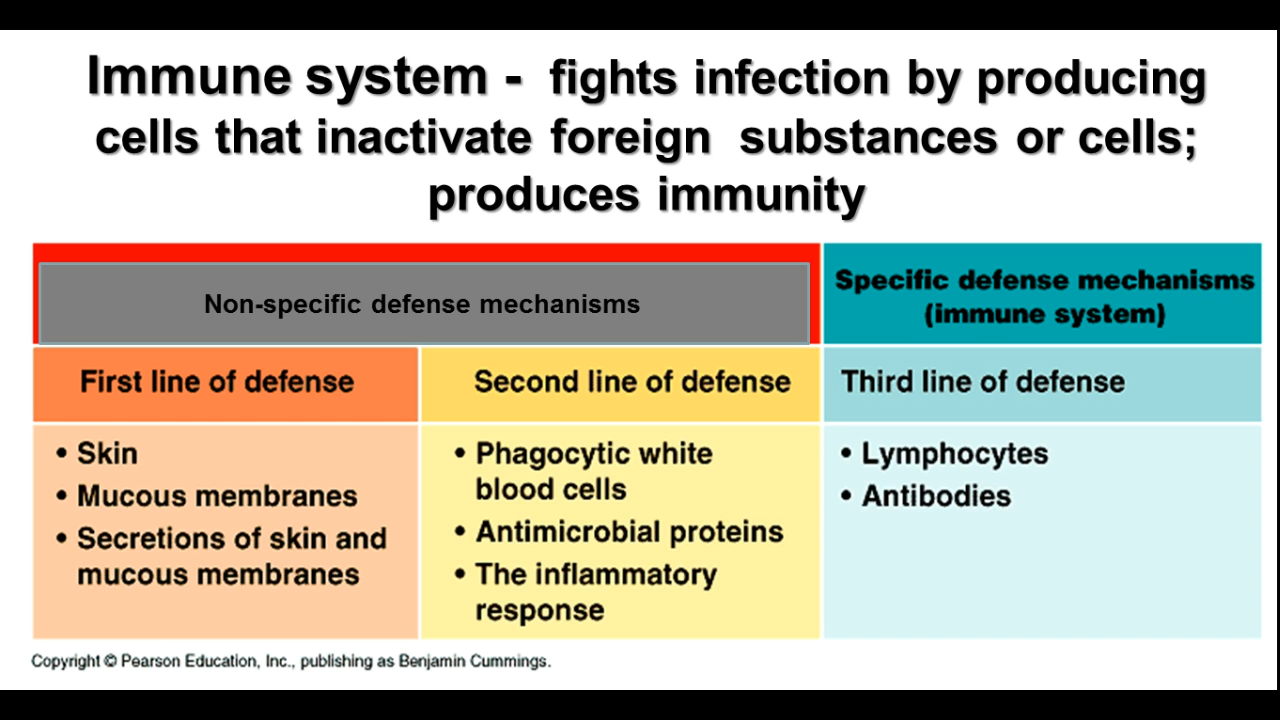 Immune system - fights infection by producing
cells that inactivate foreign substances or cells;
produces immunity
Non-specific defense mechanisms
Specific defense mechanisms
(immune system)
First line of defense
Second line of defense
Third line of defense
• Skin
• Mucous membranes
• Secretions of skin and
mucous membranes
• Phagocytic white
blood cells
• Antimicrobial proteins
• The inflammatory
response
• Lymphocytes
• Antibodies
Copyright © Pearson Education, Inc., publishing as Benjamin Cummings.